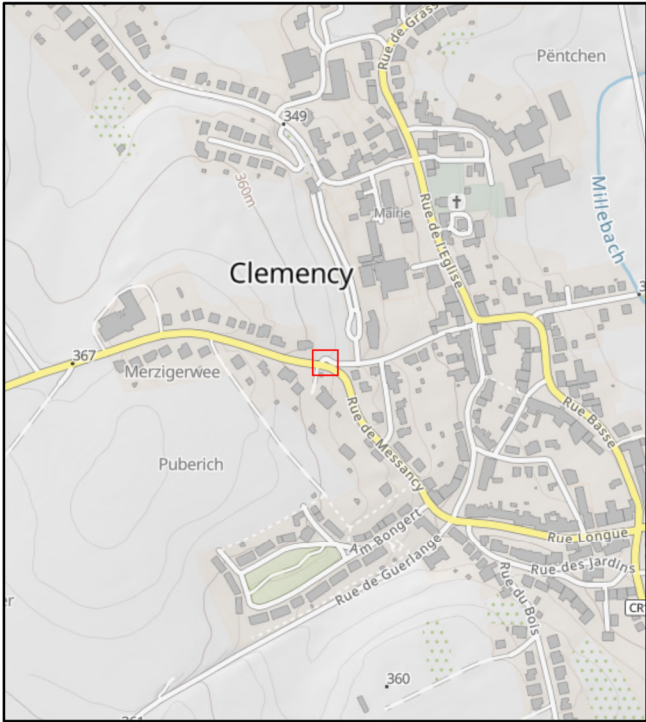 Rue de Grass
Pëntchen
349
360m
Millebach
Mairie
Rue de l'Église
Clemency
367
Merzigerwee
Rue de Messancy
Rue Basse
Puberich
Am Bongert
Rue Longue
Rue de Guerlange
Rue des Jardins
Rue du Bois
CR
360